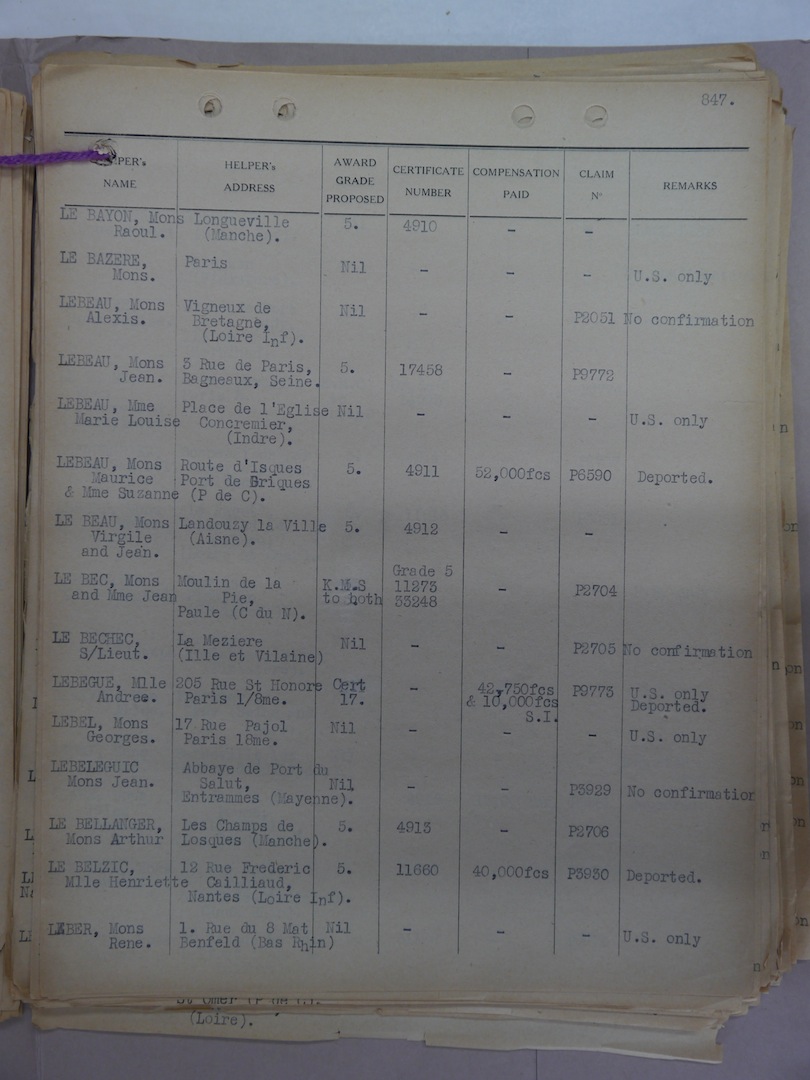 847.
HELPER's NAME HELPER's ADDRESS AWARD GRADE PROPOSED CERTIFICATE NUMBER COMPENSATION PAID CLAIM N° REMARKS
LE BAYON, Mons Longueville 5. 4910 - -
Raoul. (Manche).
LE BAZERE, Paris Nil - - - U.S. only
Mons.
LEBEAU, Mons Vigneux de Nil - - P2051 No confirmation
Alexis. Bretagne,
(Loire Inf).
LEBEAU, Mons 3 Rue de Paris, 5. 17458 - P9772
Jean. Bagneaux, Seine.
LEBEAU, Mme Place de l'Eglise Nil - - - U.S. only
Marie Louise Concremier,
(Indre).
LEBEAU, Mons Route d'Isques 5. 4911 52,000fcs P6590 Deported.
Maurice Port de Briques
& Mme Suzanne (P de C).
LE BEAU, Mons Landouzy la Ville 5. 4912 - -
Virgile (Aisne).
and Jean.
Grade 5
LE BEC, Mons Moulin de la K.M.S 11273 - P2704
and Mme Jean Pie, to both 33248
Paule (C du N).
LE BECHEC, La Meziere Nil - - P2705 No confirmation
S/Lieut. (Ille et Vilaine)
LEBEGUE, Mlle 205 Rue St Honore Cert - 42,750fcs P9773 U.S. only
Andree. Paris 1/8me. 17. & 10,000fcs Deported.
S.I.
LEBEL, Mons 17 Rue Pajol Nil - - - U.S. only
Georges. Paris 18me.
LEBELEGUIC Abbaye de Port du
Mons Jean. Salut, Nil - - P3929 No confirmation
Entrammes (Mayenne).
LE BELLANGER, Les Champs de 5. 4913 - P2706
Mons Arthur Losques (Manche).
LE BELZIC, 12 Rue Frederic 5. 11660 40,000fcs P3930 Deported.
Mlle Henriette Cailliaud,
Nantes (Loire Inf).
LEBER, Mons 1. Rue du 8 Mat Nil - - - U.S. only
Rene. Benfeld (Bas Rhin)
(Loire).